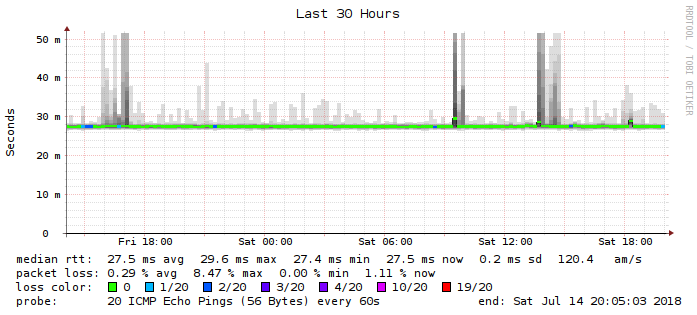 Last 30 Hours
RRDTOOL / TOBI OETIKER
Seconds
50 m
40 m
30 m
20 m
10 m
0
Fri 18:00 Sat 00:00 Sat 06:00 Sat 12:00 Sat 18:00
median rtt: 27.5 ms avg 29.6 ms max 27.4 ms min 27.5 ms now 0.2 ms sd 120.4 am/s
packet loss: 0.29 % avg 8.47 % max 0.00 % min 1.11 % now
loss color: 0 1/20 2/20 3/20 4/20 10/20 19/20
probe: 20 ICMP Echo Pings (56 Bytes) every 60s end: Sat Jul 14 20:05:03 2018